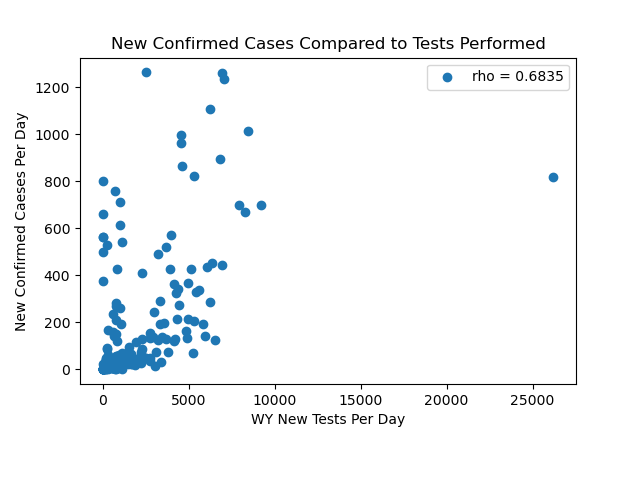 New Confirmed Cases Compared to Tests Performed
rho = 0.6835
New Confirmed Caeses Per Day
1200
1000
800
600
400
200
0
0 5000 10000 15000 20000 25000
WY New Tests Per Day